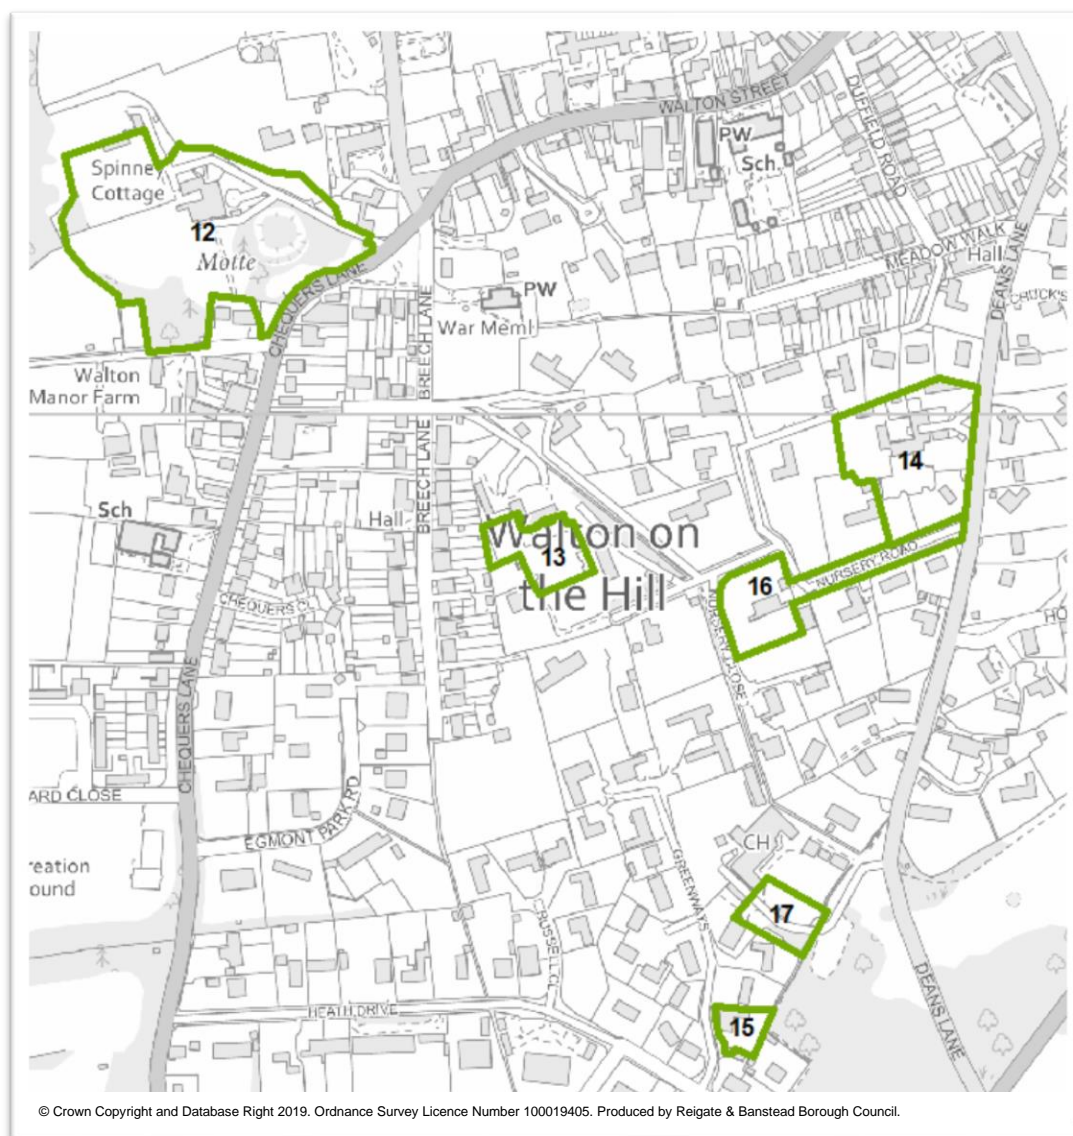 WALTON STREET
DUFFIELD ROAD
PW
Sch
Spinney
Cottage
12
Motte
CHEQUERS LANE
MEADOW WALK
Hall
DEANS LANE
PW
War Meml
BREECH LANE
Walton
Manor Farm
14
BREECH LANE
Sch
Hall
Walton on
the Hill
13
NURSERY ROAD
16
CHEQUERS CL
NURSERY CLOSE
HO
CHEQUERS LANE
ARD CLOSE
EGMONT PARK RD
CH
reation
ound
GREENWAYS
17
RUSSELL CL
DEANS LANE
HEATH DRIVE
15
© Crown Copyright and Database Right 2019. Ordnance Survey Licence Number 100019405. Produced by Reigate & Banstead Borough Council.